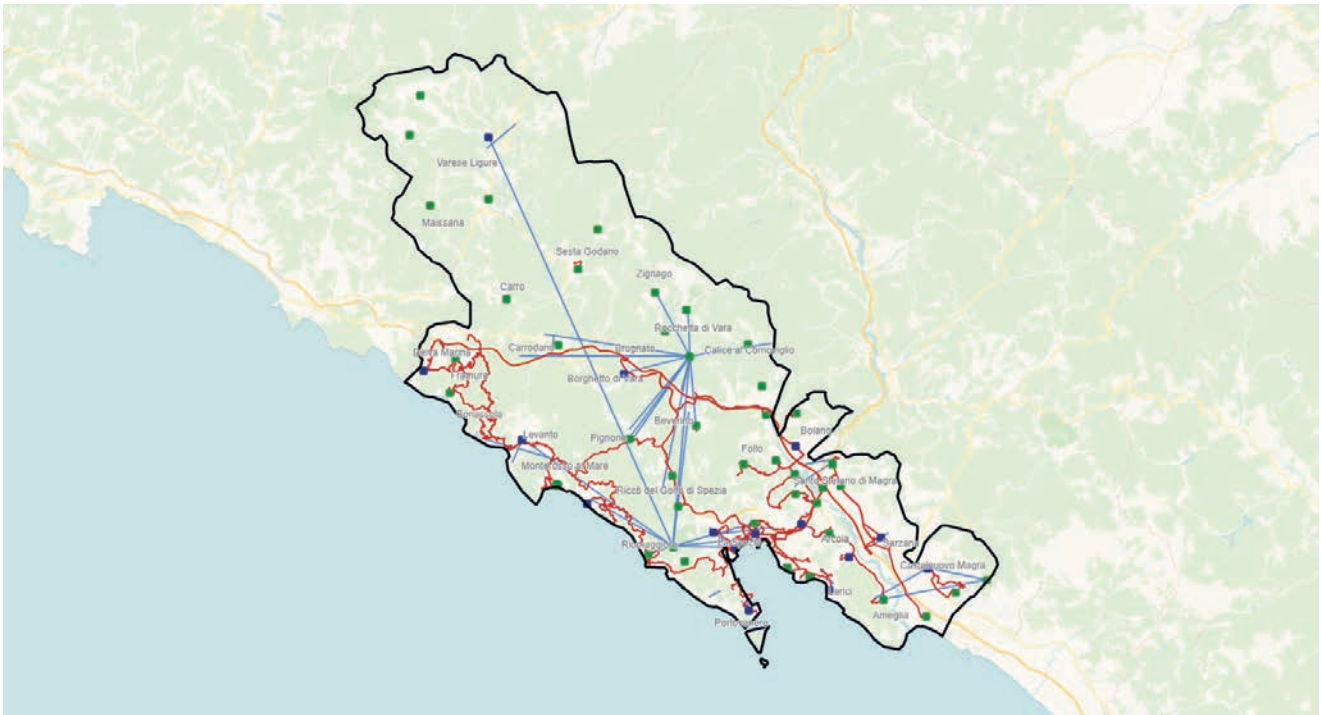 Varese Ligure
Maissana
Sesta Godano
Zignago
Carro
Rocchetta di Vara
Carrodano
Brugnato
Calice al Cornoviglio
Deiva Marina
Framura
Borghetto di Vara
Bonassola
Beverino
Bolano
Levanto
Pignone
Follo
Monterosso al Mare
Santo Stefano di Magra
Riccò del Golfo di Spezia
Riomaggiore
Arcola
Sarzana
Castelnuovo Magra
Lerici
Ameglia
Portovenere